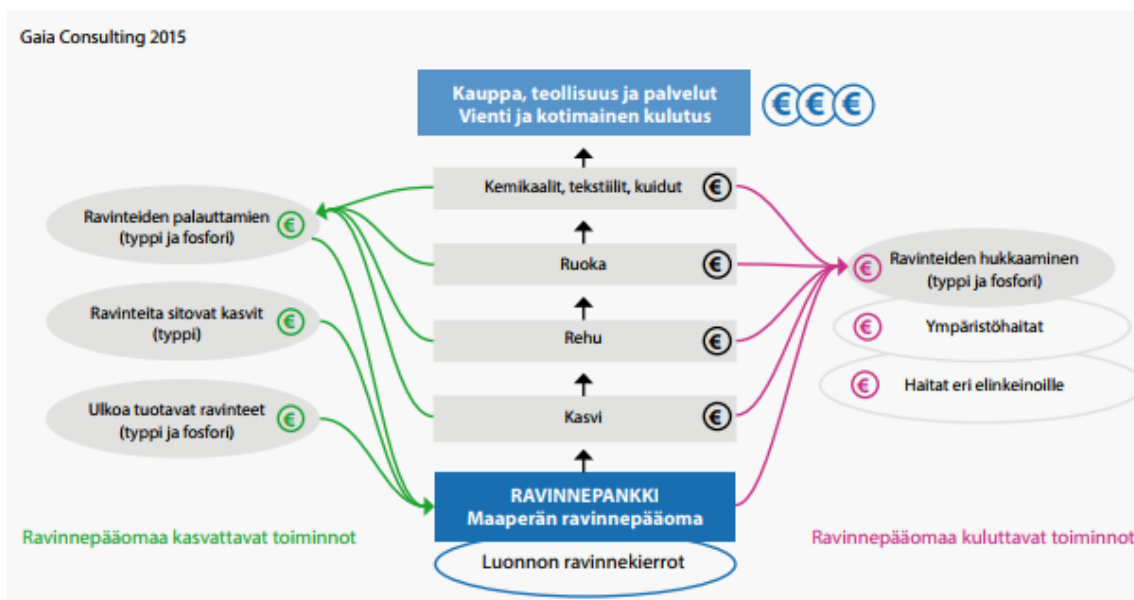 Gaia Consulting 2015
Kauppa, teollisuus ja palvelut
Vienti ja kotimainen kulutus
€ € €
Kemikaalit, tekstiilit, kuidut €
Ravinteiden palauttamien €
(typpi ja fosfori)
Ruoka €
Ravinteiden hukkaaminen €
(typpi ja fosfori)
Ravinteita sitovat kasvit €
(typpi)
Rehu €
Ympäristöhaitat €
Haitat eri elinkeinoille €
Ulkoa tuotavat ravinteet €
(typpi ja fosfori)
Kasvi €
RAVINNEPANKKI
Maaperän ravinnepääoma
Luonnon ravinnekierrot
Ravinnepääomaa kasvattavat toiminnot
Ravinnepääomaa kuluttavat toiminnot